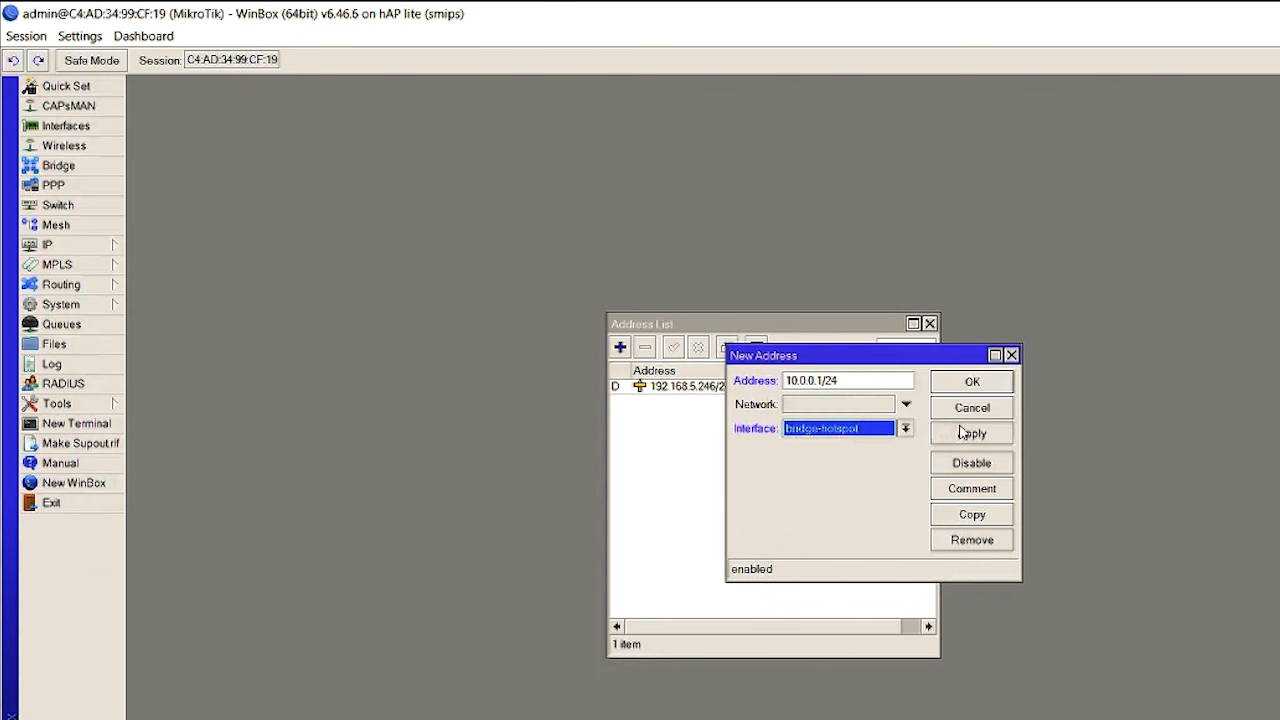 admin@C4:AD:34:99:CF:19 (MikroTik) - WinBox (64bit) v6.46.6 on hAP lite (smips)
Session Settings Dashboard
Safe Mode Session: C4:AD:34:99:CF:19
Quick Set
CAPsMAN
Interfaces
Wireless
Bridge
PPP
Switch
Mesh
IP
MPLS
Routing
System
Queues
Files
Log
RADIUS
Tools
New Terminal
Make Supout.rif
Manual
New WinBox
Exit
Address List
Address
D 192.168.5.246/2
1 item
New Address
Address: 10.0.0.1/24
Network:
Interface: bridge-hotspot
OK
Cancel
Apply
Disable
Comment
Copy
Remove
enabled